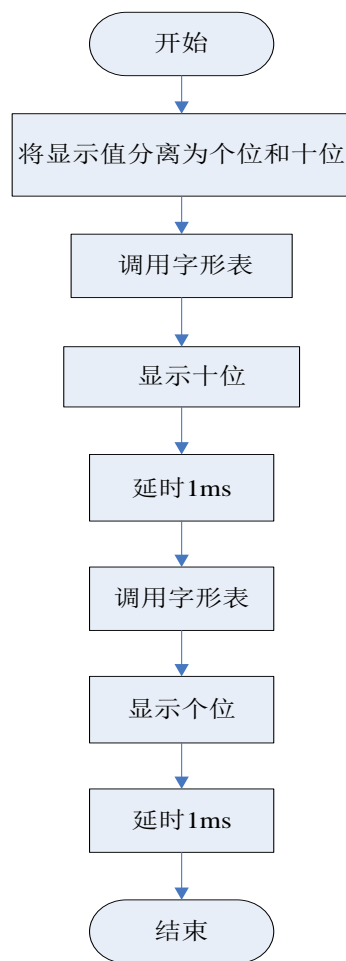 开始
将显示值分离为个位和十位
调用字形表
显示十位
延时1ms
调用字形表
显示个位
延时1ms
结束